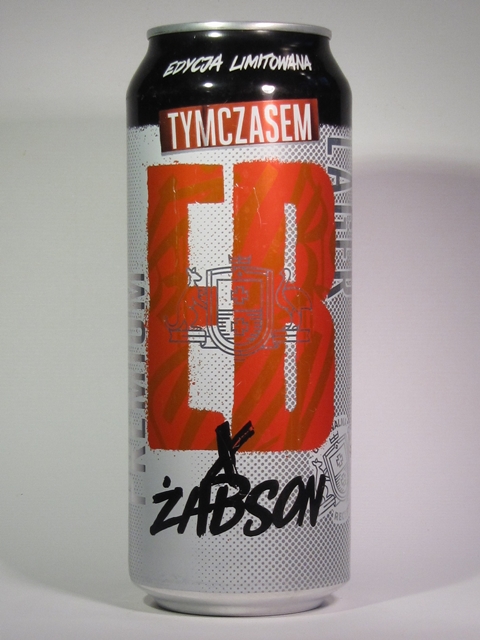 EDYCJA LIMITOWANA
TYMCZASEM
EB
X
ŻABSON
PREMIUM
LAGER